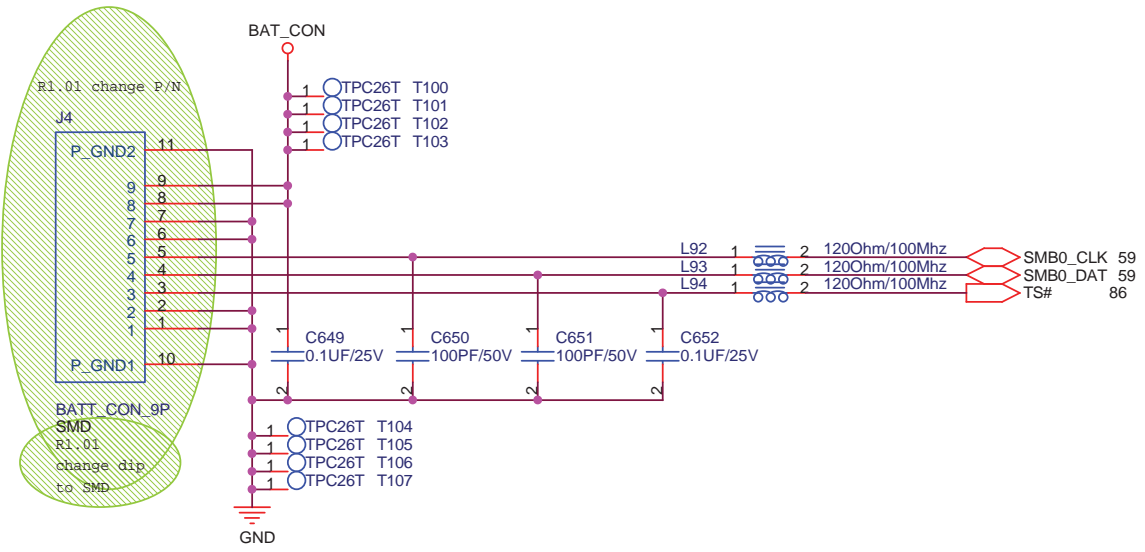 BAT_CON
R1.01 change P/N
1 TPC26T T100
1 TPC26T T101
1 TPC26T T102
1 TPC26T T103
J4
P_GND2 11
9 9
8 8
7 7
6 6
5 5
4 4
3 3
2 2
1 1
P_GND1 10
L92 1 2 120Ohm/100Mhz SMB0_CLK 59
L93 1 2 120Ohm/100Mhz SMB0_DAT 59
L94 1 2 120Ohm/100Mhz TS# 86
1 C649 1 C650 1 C651 1 C652
0.1UF/25V 100PF/50V 100PF/50V 0.1UF/25V
2 2 2 2
BATT_CON_9P
SMD
R1.01
change dip
to SMD
1 TPC26T T104
1 TPC26T T105
1 TPC26T T106
1 TPC26T T107
GND